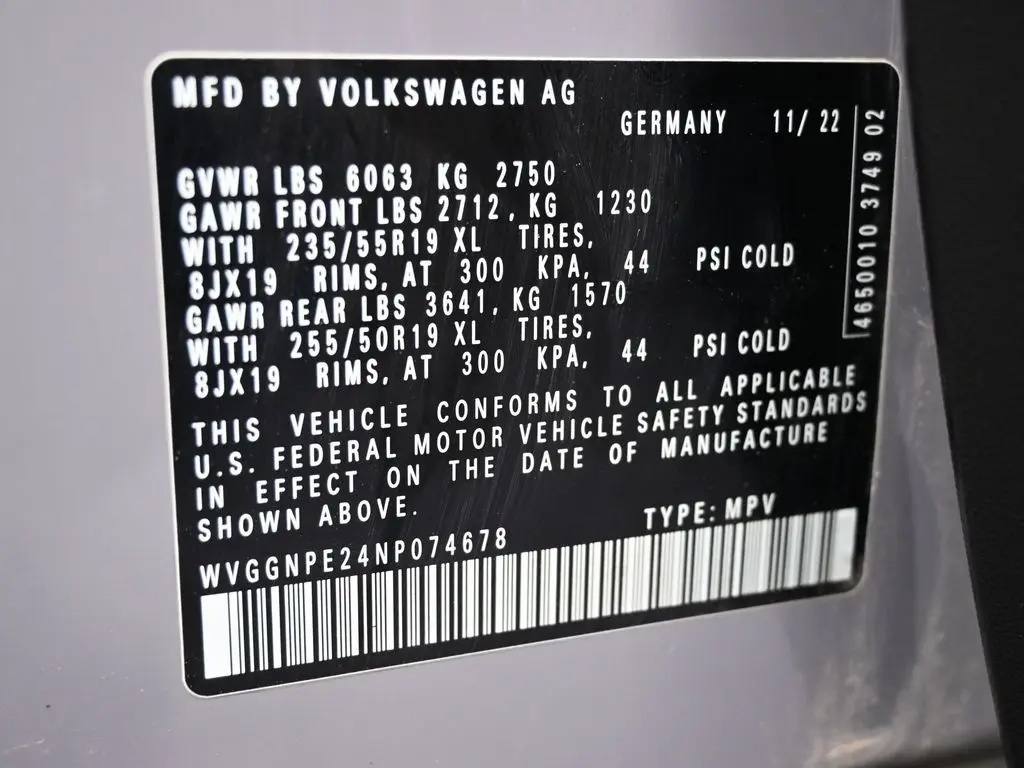 MFD BY VOLKSWAGEN AG
GERMANY 11/ 22
GVWR LBS 6063 KG 2750
GAWR FRONT LBS 2712, KG 1230
WITH 235/55R19 XL TIRES,
8JX19 RIMS, AT 300 KPA, 44 PSI COLD
GAWR REAR LBS 3641, KG 1570
WITH 255/50R19 XL TIRES,
8JX19 RIMS, AT 300 KPA, 44 PSI COLD
THIS VEHICLE CONFORMS TO ALL APPLICABLE
U.S. FEDERAL MOTOR VEHICLE SAFETY STANDARDS
IN EFFECT ON THE DATE OF MANUFACTURE
SHOWN ABOVE.
WVGGNPE24NP074678 TYPE: MPV
4650010 3749 02